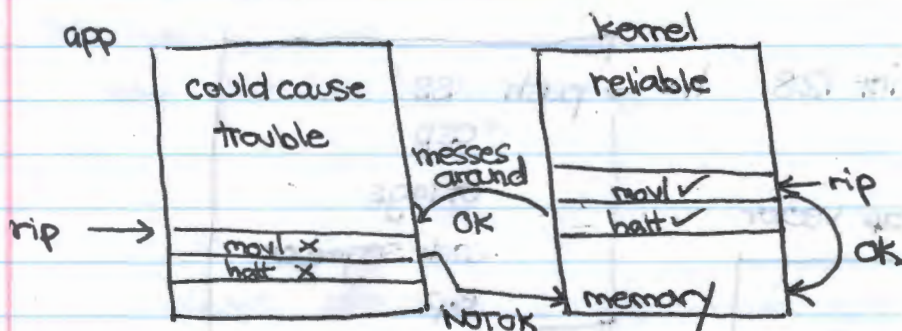 app
kernel
could cause
trouble
reliable
messes
around
OK
movl ✓
halt ✓
rip
OK
rip
movl ×
halt ×
NOT OK
memory